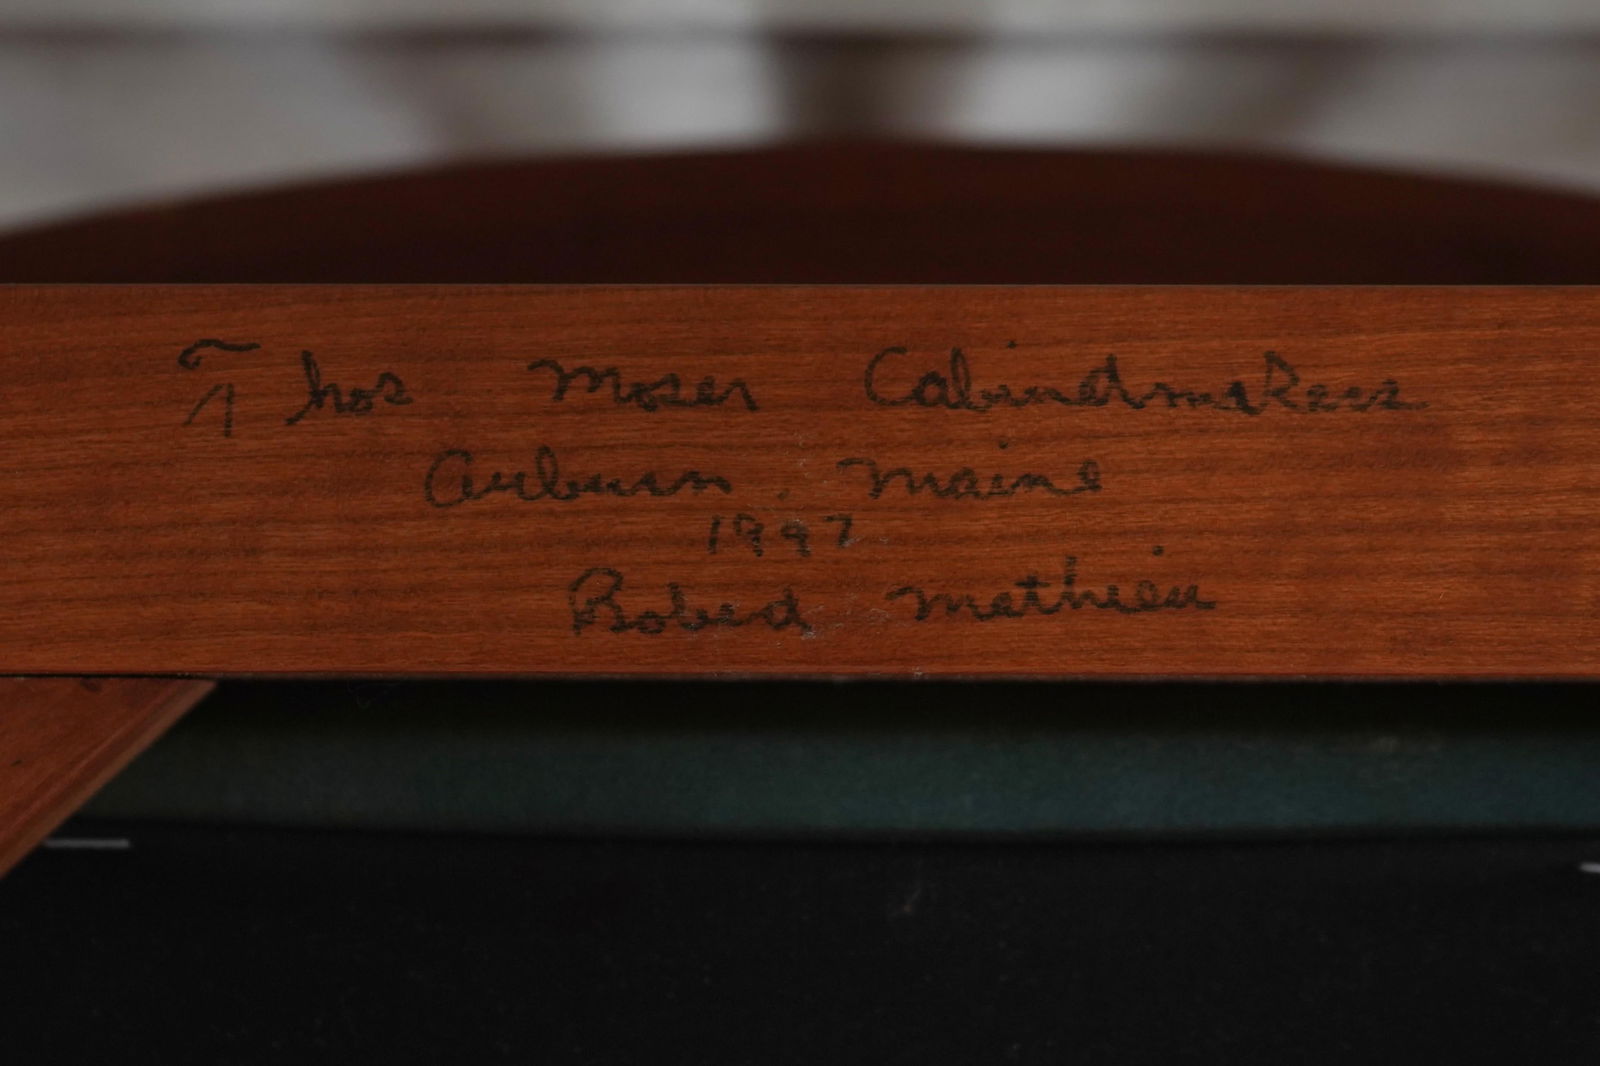 Thos Moser Cabinetmakers
Auburn, Maine
1997
Robert Mathieu